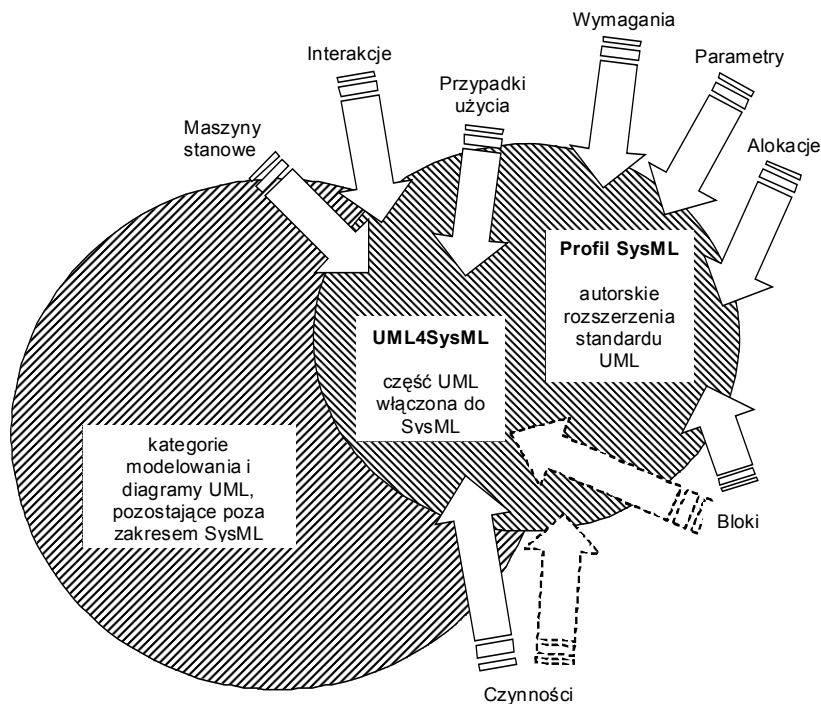 Wymagania
Interakcje
Parametry
Przypadki
użycia
Maszyny
stanowe
Alokacje
Profil SysML
autorskie
rozszerzenia
standardu
UML
UML4SysML
część UML
włączona do
SysML
kategorie
modelowania i
diagramy UML,
pozostające poza
zakresem SysML
Bloki
Czynności